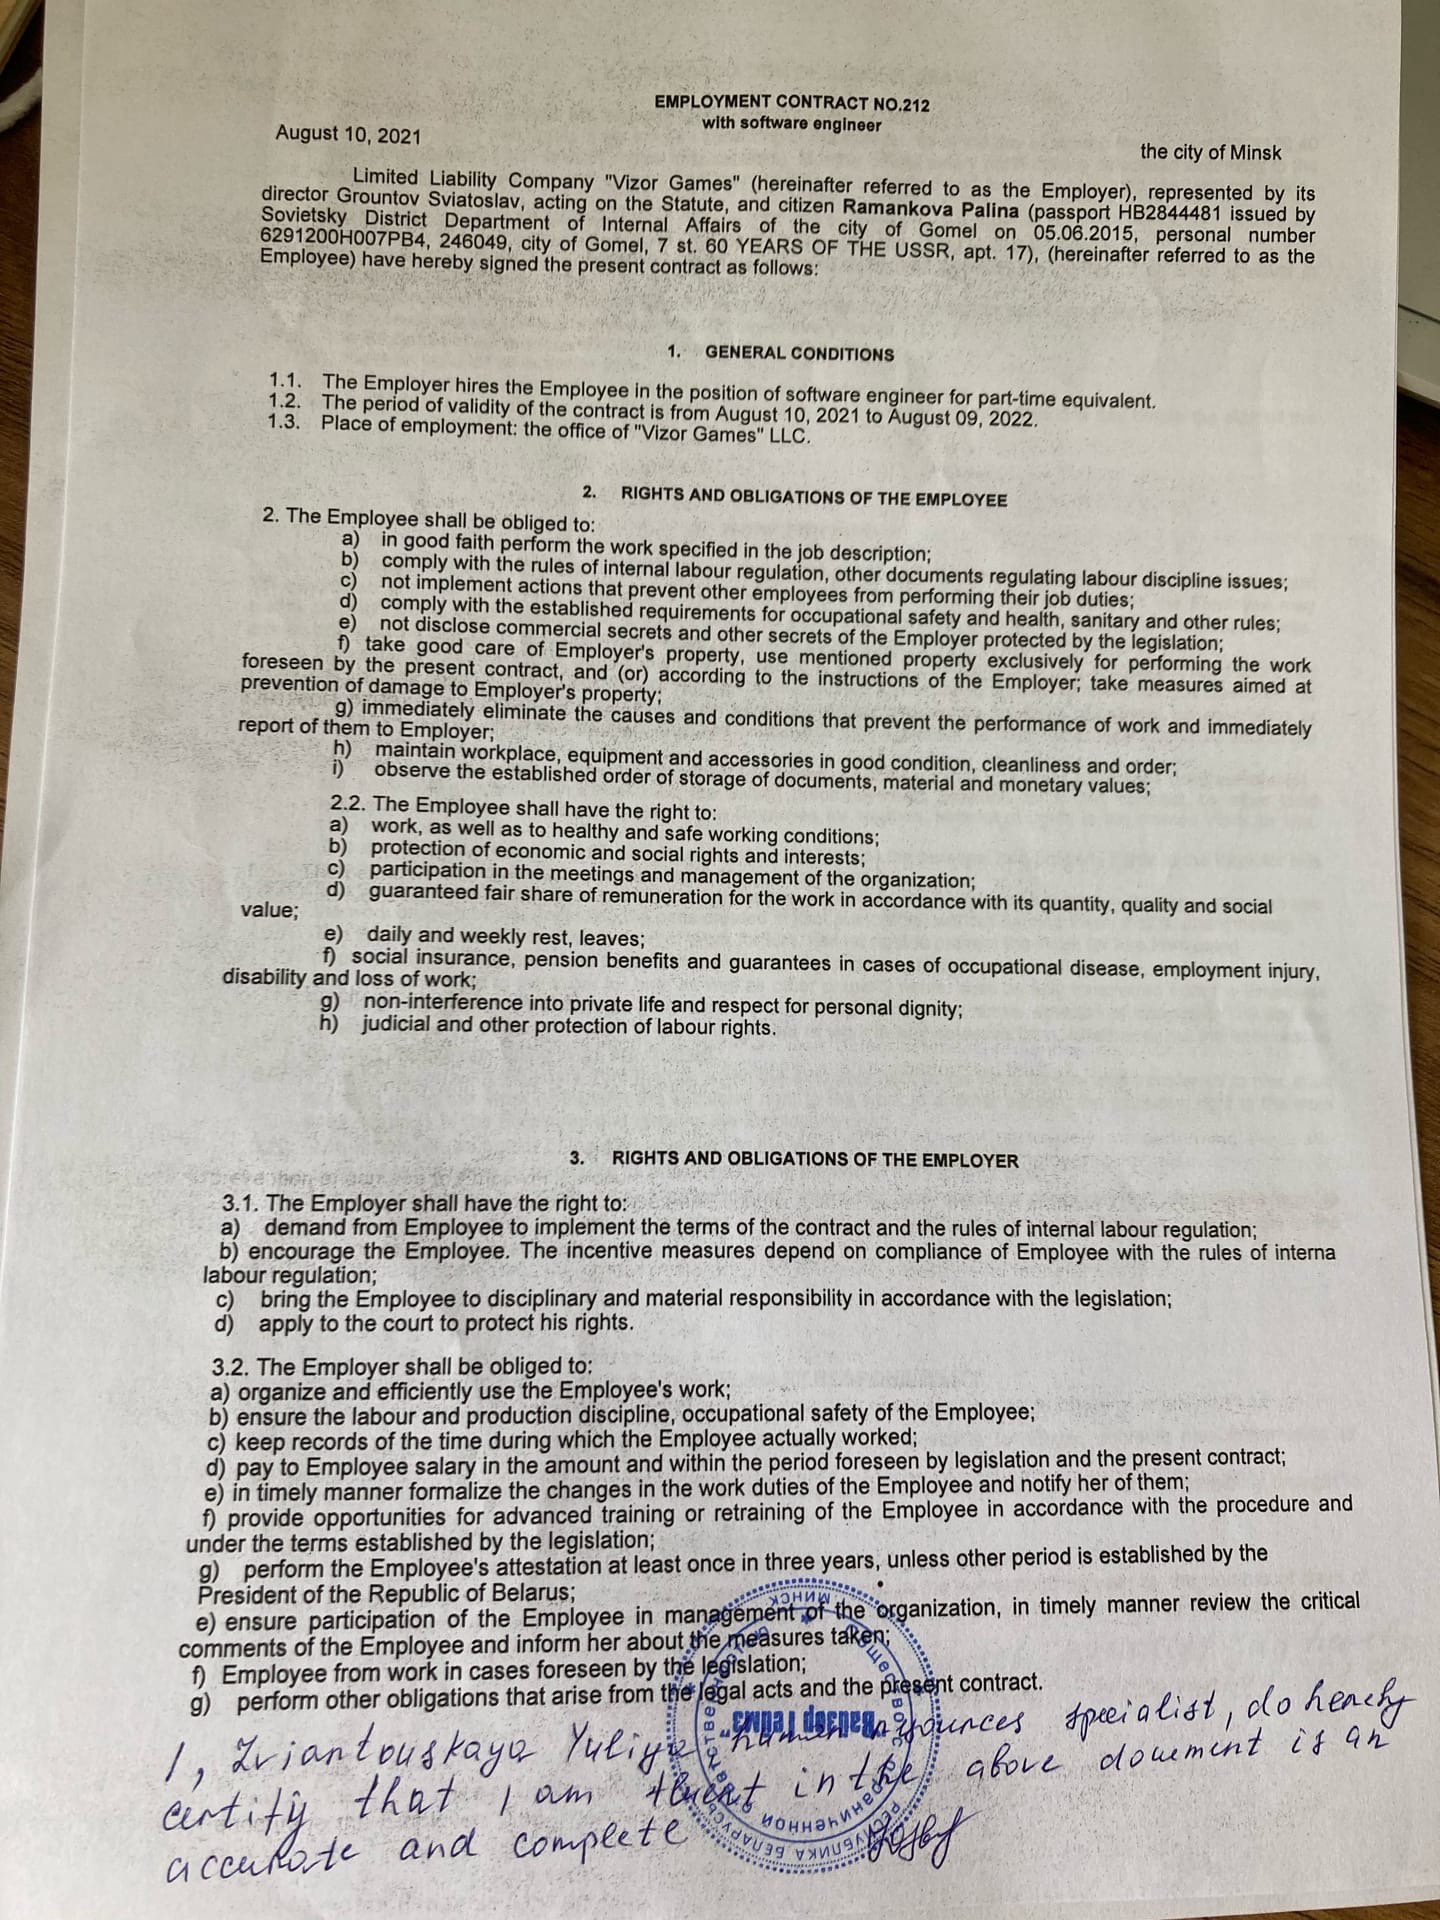 EMPLOYMENT CONTRACT NO.212
with software engineer
August 10, 2021
the city of Minsk
Limited Liability Company "Vizor Games" (hereinafter referred to as the Employer), represented by its
director Grountov Sviatoslav, acting on the Statute, and citizen Ramankova Palina (passport HB2844481 issued by
Sovietsky District Department of Internal Affairs of the city of Gomel on 05.06.2015, personal number
6291200H007PB4, 246049, city of Gomel, 7 st. 60 YEARS OF THE USSR, apt. 17), (hereinafter referred to as the
Employee) have hereby signed the present contract as follows:
1. GENERAL CONDITIONS
1.1. The Employer hires the Employee in the position of software engineer for part-time equivalent.
1.2. The period of validity of the contract is from August 10, 2021 to August 09, 2022.
1.3. Place of employment: the office of "Vizor Games" LLC.
2. RIGHTS AND OBLIGATIONS OF THE EMPLOYEE
2. The Employee shall be obliged to:
a) in good faith perform the work specified in the job description;
b) comply with the rules of internal labour regulation, other documents regulating labour discipline issues;
c) not implement actions that prevent other employees from performing their job duties;
d) comply with the established requirements for occupational safety and health, sanitary and other rules;
e) not disclose commercial secrets and other secrets of the Employer protected by the legislation;
f) take good care of Employer's property, use mentioned property exclusively for performing the work
foreseen by the present contract, and (or) according to the instructions of the Employer; take measures aimed at
prevention of damage to Employer's property;
g) immediately eliminate the causes and conditions that prevent the performance of work and immediately
report of them to Employer;
h) maintain workplace, equipment and accessories in good condition, cleanliness and order;
i) observe the established order of storage of documents, material and monetary values;
2.2. The Employee shall have the right to:
a) work, as well as to healthy and safe working conditions;
b) protection of economic and social rights and interests;
c) participation in the meetings and management of the organization;
d) guaranteed fair share of remuneration for the work in accordance with its quantity, quality and social
value;
e) daily and weekly rest, leaves;
f) social insurance, pension benefits and guarantees in cases of occupational disease, employment injury,
disability and loss of work;
g) non-interference into private life and respect for personal dignity;
h) judicial and other protection of labour rights.
3. RIGHTS AND OBLIGATIONS OF THE EMPLOYER
3.1. The Employer shall have the right to:
a) demand from Employee to implement the terms of the contract and the rules of internal labour regulation;
b) encourage the Employee. The incentive measures depend on compliance of Employee with the rules of interna
labour regulation;
c) bring the Employee to disciplinary and material responsibility in accordance with the legislation;
d) apply to the court to protect his rights.
3.2. The Employer shall be obliged to:
a) organize and efficiently use the Employee's work;
b) ensure the labour and production discipline, occupational safety of the Employee;
c) keep records of the time during which the Employee actually worked;
d) pay to Employee salary in the amount and within the period foreseen by legislation and the present contract;
e) in timely manner formalize the changes in the work duties of the Employee and notify her of them;
f) provide opportunities for advanced training or retraining of the Employee in accordance with the procedure and
under the terms established by the legislation;
g) perform the Employee's attestation at least once in three years, unless other period is established by the
President of the Republic of Belarus;
e) ensure participation of the Employee in management of the organization, in timely manner review the critical
comments of the Employee and inform her about the measures taken;
f) Employee from work in cases foreseen by the legislation;
g) perform other obligations that arise from the legal acts and the present contract.
I, Zviantouskaya Yuliya human resources specialist, do hereby
certify that I am fluent in the above document is an
accurate and complete
"Вайзор Геймз"
МИНСК
РЕСПУБЛИКА БЕЛАРУСЬ